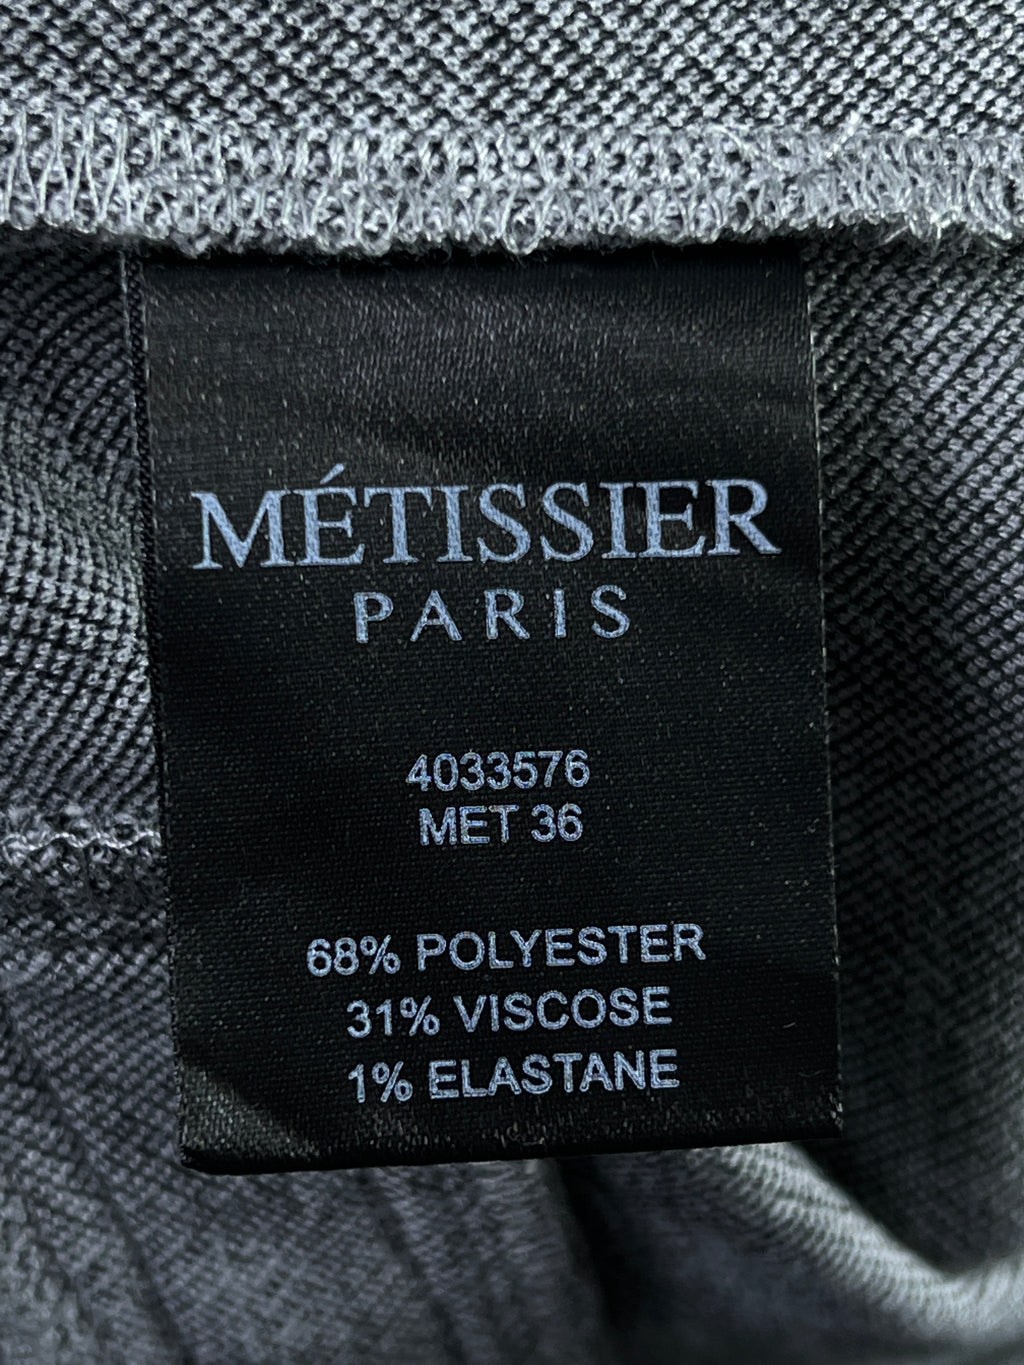 MÉTISSIER
PARIS
4033576
MET 36
68% POLYESTER
31% VISCOSE
1% ELASTANE